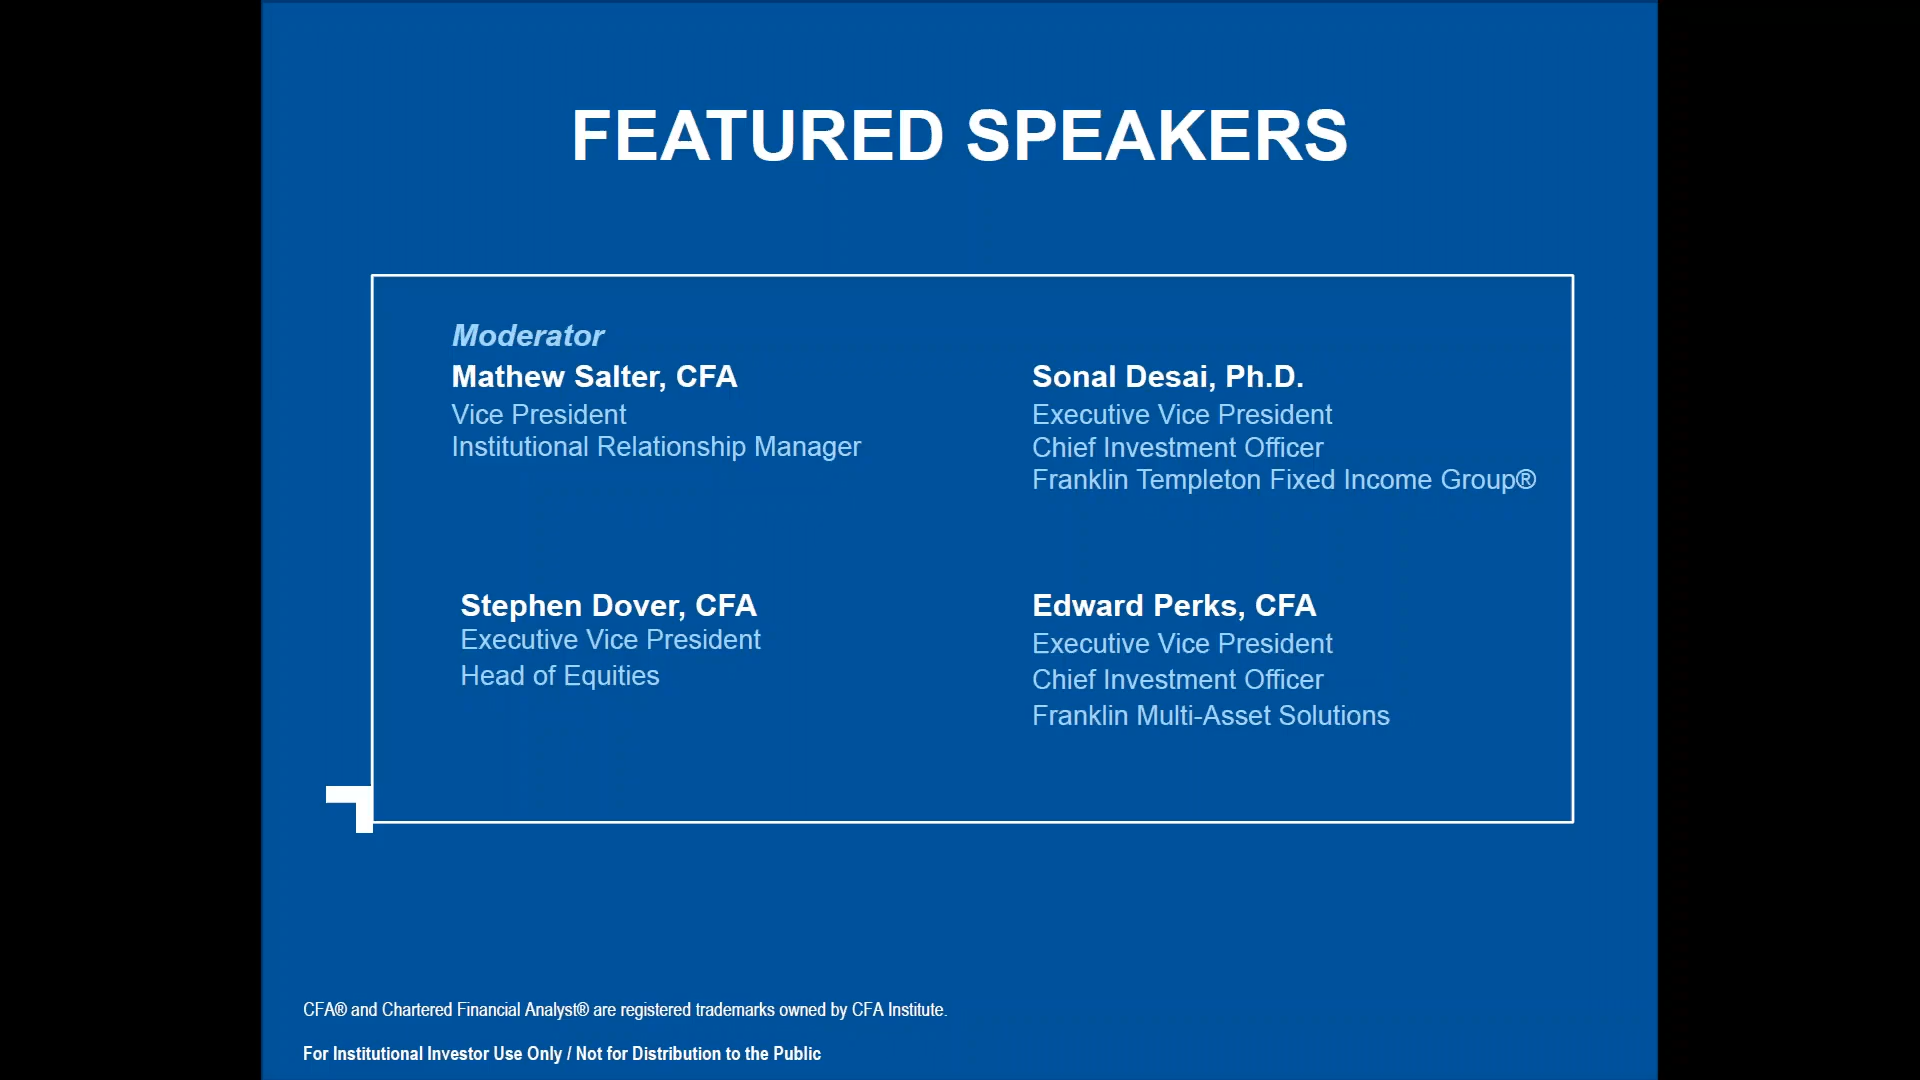 FEATURED SPEAKERS
Moderator
Mathew Salter, CFA
Vice President
Institutional Relationship Manager
Sonal Desai, Ph.D.
Executive Vice President
Chief Investment Officer
Franklin Templeton Fixed Income Group®
Stephen Dover, CFA
Executive Vice President
Head of Equities
Edward Perks, CFA
Executive Vice President
Chief Investment Officer
Franklin Multi-Asset Solutions
CFA® and Chartered Financial Analyst® are registered trademarks owned by CFA Institute.
For Institutional Investor Use Only / Not for Distribution to the Public